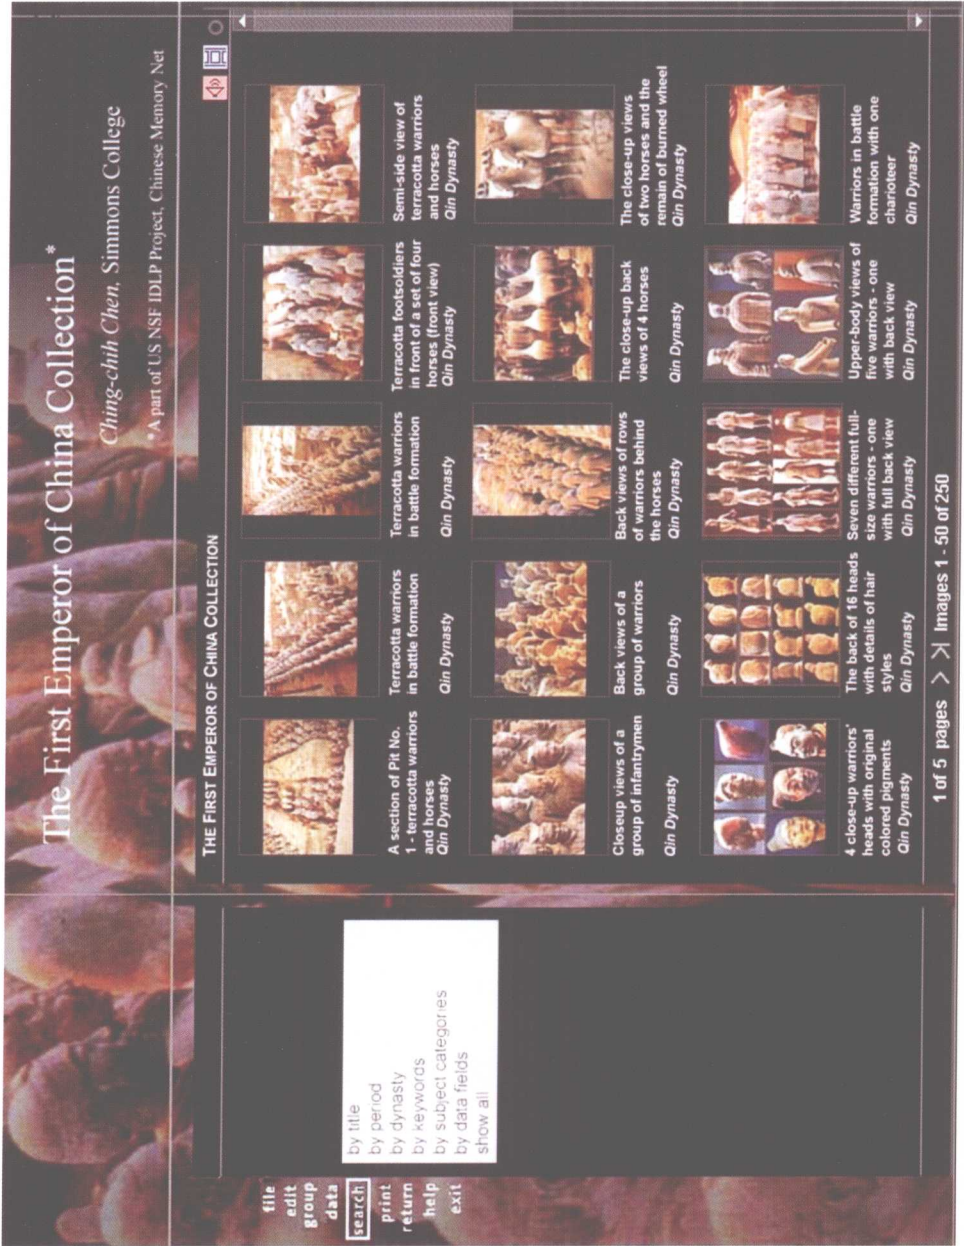 The First Emperor of China Collection*
Ching-chih Chen, Simmons College
*A part of US NSF IDLP Project, Chinese Memory Net
THE FIRST EMPEROR OF CHINA COLLECTION
file
edit
group
data
search
print
return
help
exit
by title
by period
by dynasty
by keywords
by subject categories
by data fields
show all
A section of Pit No.
1 - terracotta warriors
and horses
Qin Dynasty
Terracotta warriors
in battle formation
Qin Dynasty
Terracotta warriors
in battle formation
Qin Dynasty
Terracotta footsoldiers
in front of a set of four
horses (front view)
Qin Dynasty
Semi-side view of
terracotta warriors
and horses
Qin Dynasty
Closeup views of a
group of infantrymen
Qin Dynasty
Back views of a
group of warriors
Qin Dynasty
Back views of rows
of warriors behind
the horses
Qin Dynasty
The close-up back
views of 4 horses
Qin Dynasty
The close-up views
of two horses and the
remain of burned wheel
Qin Dynasty
4 close-up warriors'
heads with original
colored pigments
Qin Dynasty
The back of 16 heads
with details of hair
styles
Qin Dynasty
Seven different full-
size warriors - one
with full back view
Qin Dynasty
Upper-body views of
five warriors - one
with back view
Qin Dynasty
Warriors in battle
formation with one
charioteer
Qin Dynasty
1 of 5 pages > >| Images 1 - 50 of 250